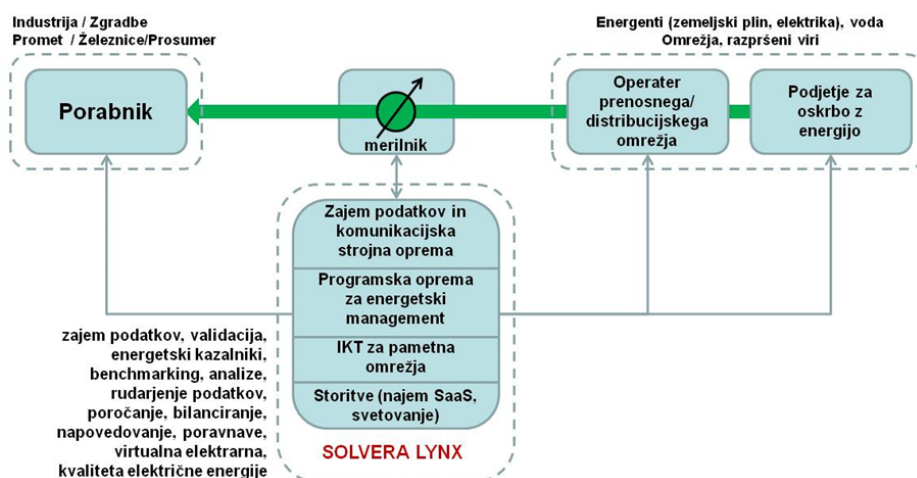 Industrija / Zgradbe
Promet / Železnice/Prosumer
Energenti (zemeljski plin, elektrika), voda
Omrežja, razpršeni viri
Porabnik
merilnik
Operater
prenosnega/
distribucijskega
omrežja
Podjetje za
oskrbo z
energijo
Zajem podatkov in
komunikacijska
strojna oprema
Programska oprema
za energetski
management
IKT za pametna
omrežja
Storitve (najem SaaS,
svetovanje)
SOLVERA LYNX
zajem podatkov, validacija,
energetski kazalniki,
benchmarking, analize,
rudarjenje podatkov,
poročanje, bilanciranje,
napovedovanje, poravnave,
virtualna elektrarna,
kvaliteta električne energije